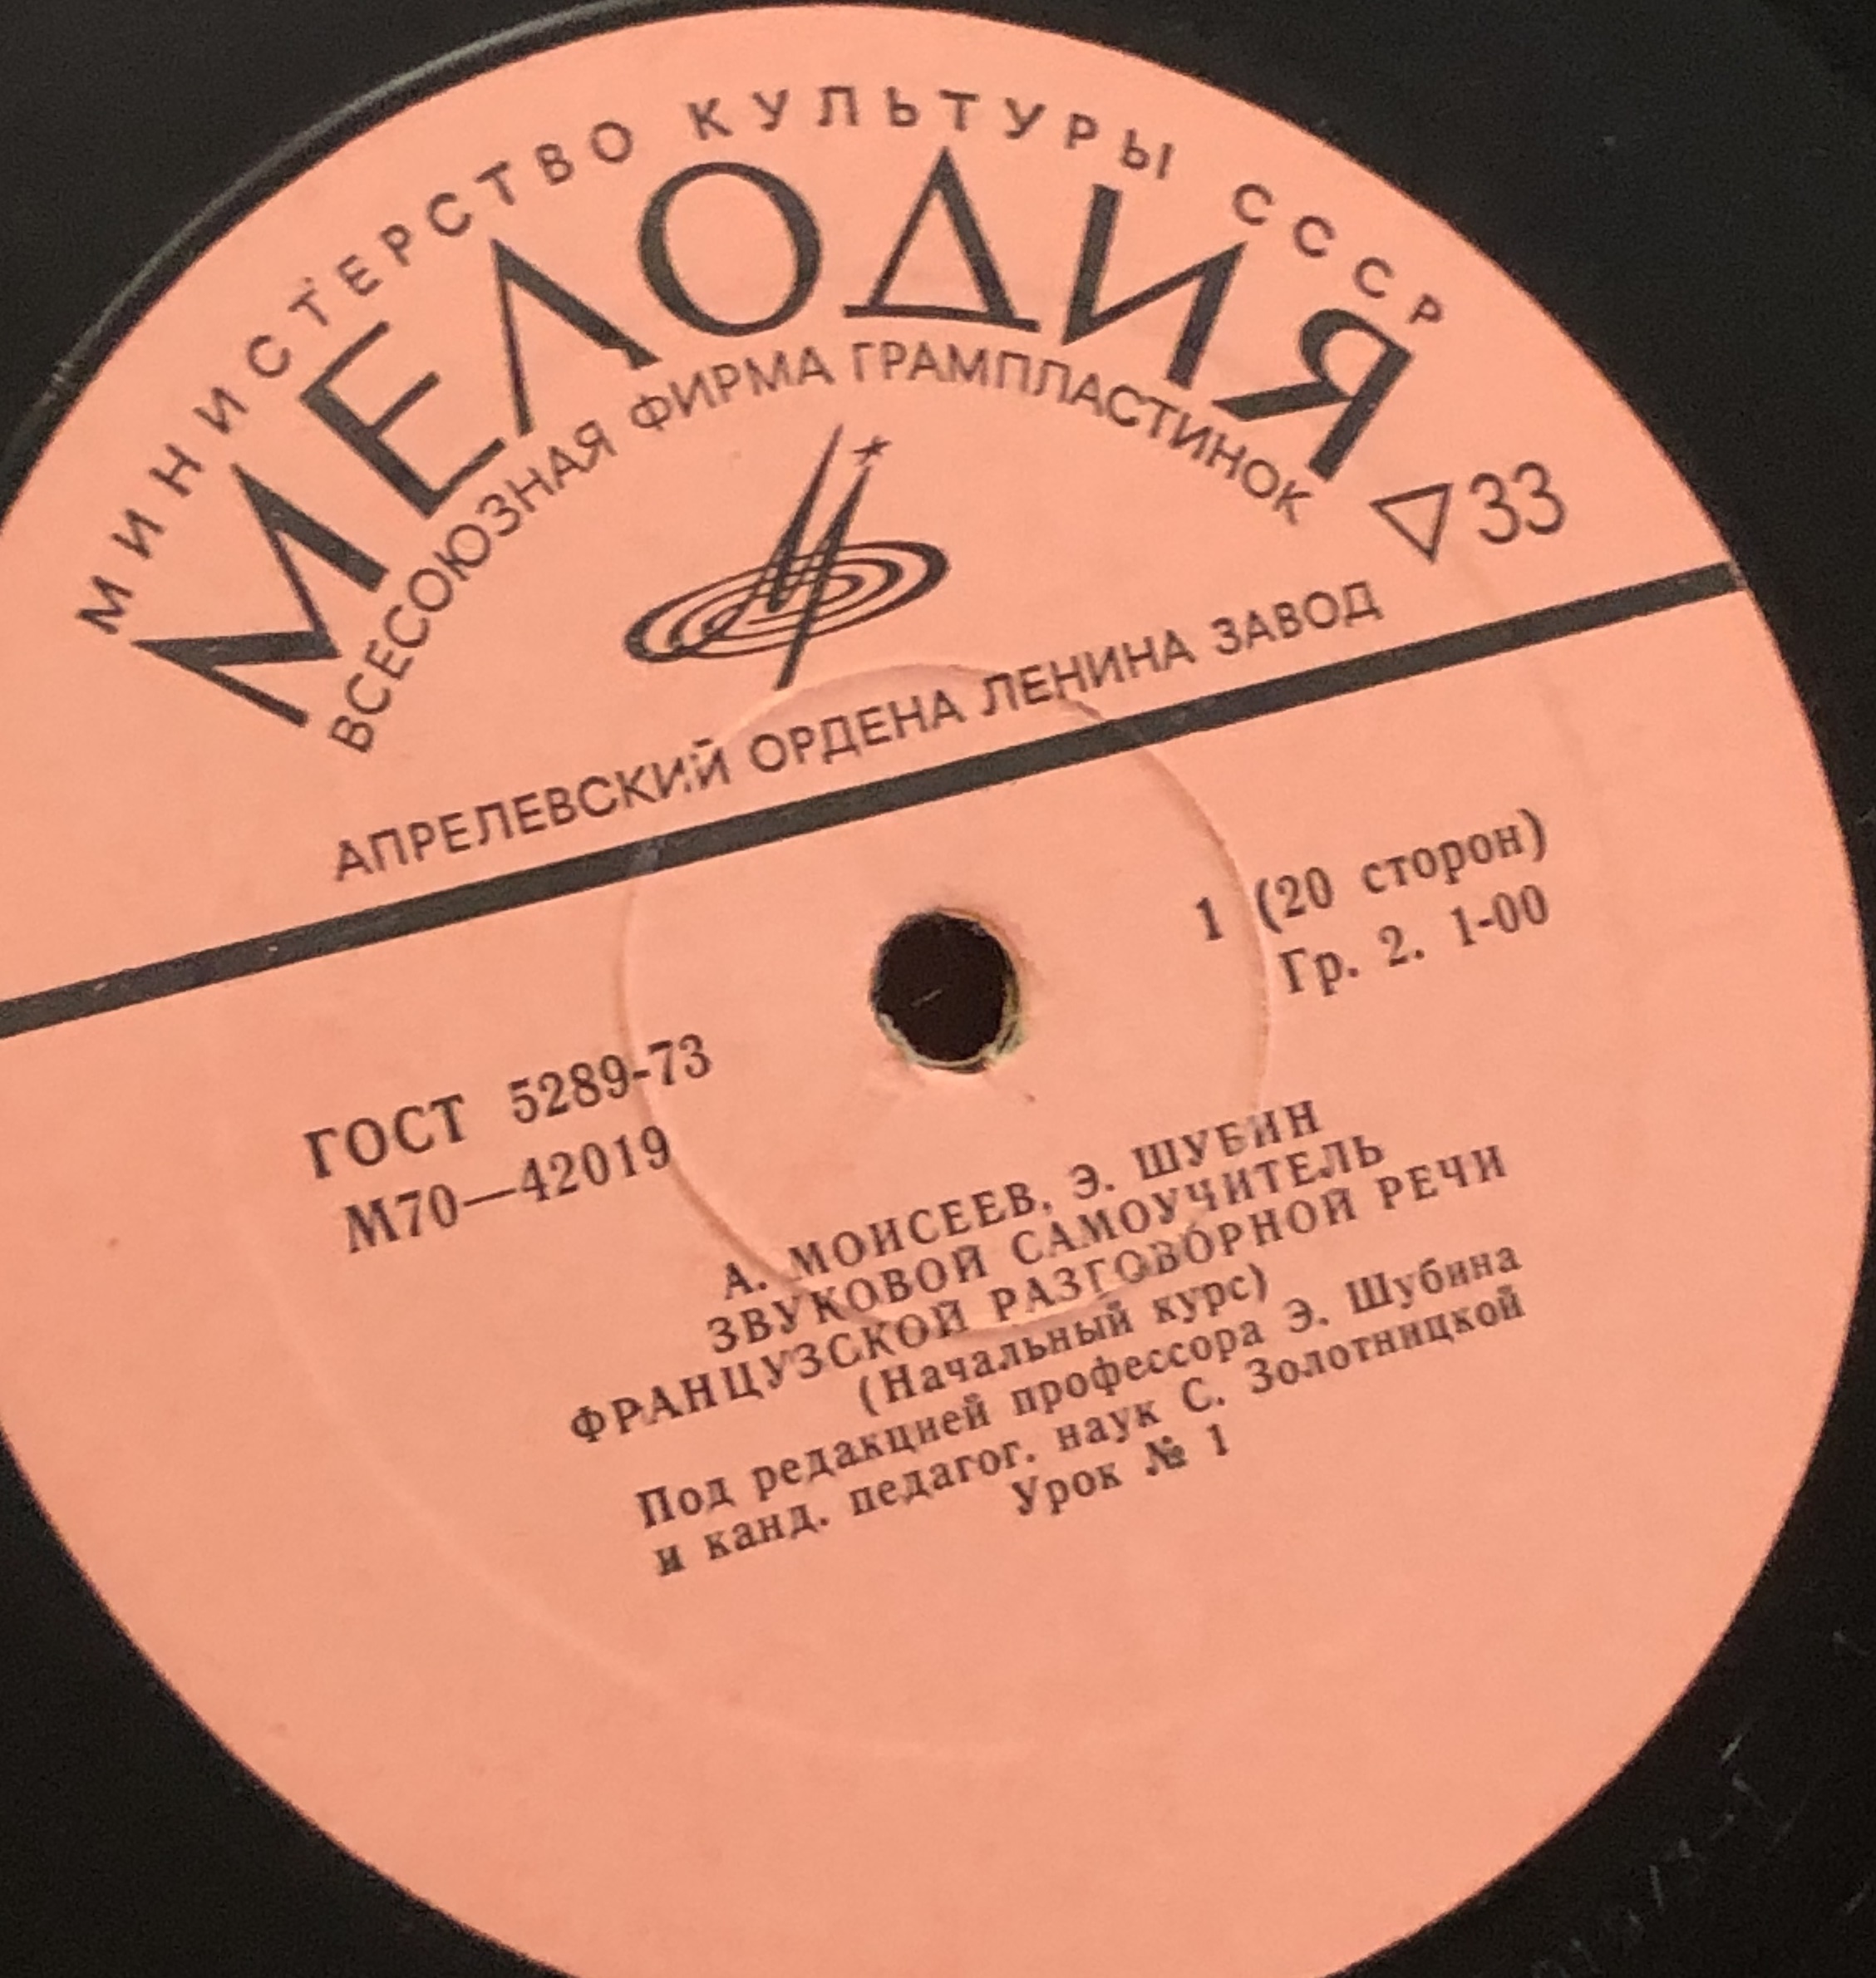 МИНИСТЕРСТВО КУЛЬТУРЫ СССР
МЕЛОДИЯ
ВСЕСОЮЗНАЯ ФИРМА ГРАМПЛАСТИНОК
33
АПРЕЛЕВСКИЙ ОРДЕНА ЛЕНИНА ЗАВОД
1 (20 сторон)
Гр. 2. 1-00
ГОСТ 5289-73
М70—42019
А. МОИСЕЕВ, Э. ШУБИН
ЗВУКОВОЙ САМОУЧИТЕЛЬ
ФРАНЦУЗСКОЙ РАЗГОВОРНОЙ РЕЧИ
(Начальный курс)
Под редакцией профессора Э. Шубина
и канд. педагог. наук С. Золотницкой
Урок № 1